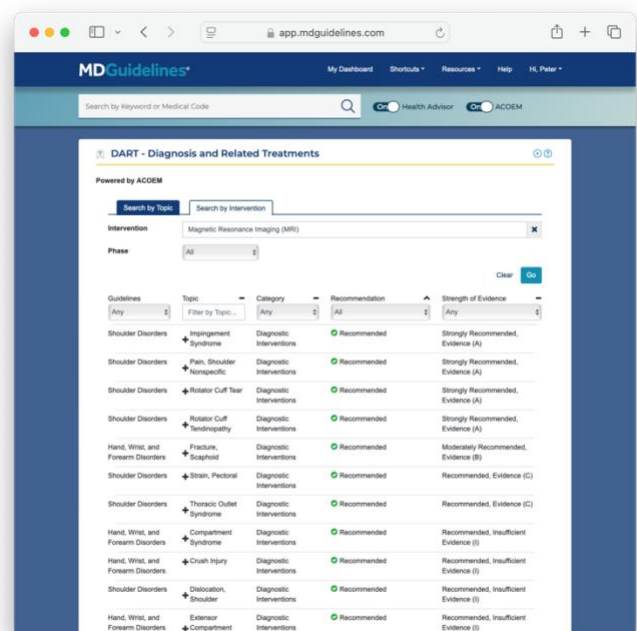 app.mdguidelines.com
MDGuidelines®
My Dashboard Shortcuts Resources Help Hi, Peter
Search by Keyword or Medical Code
On Health Advisor On ACOEM
DART - Diagnosis and Related Treatments
Powered by ACOEM
Search by Topic Search by Intervention
Intervention Magnetic Resonance Imaging (MRI)
Phase All
Clear Go
Guidelines Topic Category Recommendation Strength of Evidence
Any Filter by Topic... Any All Any
Shoulder Disorders Impingement Diagnostic Recommended Strongly Recommended,
Syndrome Interventions Evidence (A)
Shoulder Disorders Pain, Shoulder Diagnostic Recommended Strongly Recommended,
Nonspecific Interventions Evidence (A)
Shoulder Disorders Rotator Cuff Tear Diagnostic Recommended Strongly Recommended,
Interventions Evidence (A)
Shoulder Disorders Rotator Cuff Diagnostic Recommended Strongly Recommended,
Tendinopathy Interventions Evidence (A)
Hand, Wrist, and Fracture, Diagnostic Recommended Moderately Recommended,
Forearm Disorders Scaphoid Interventions Evidence (B)
Shoulder Disorders Strain, Pectoral Diagnostic Recommended Recommended, Evidence (C)
Interventions
Shoulder Disorders Thoracic Outlet Diagnostic Recommended Recommended, Evidence (C)
Syndrome Interventions
Hand, Wrist, and Compartment Diagnostic Recommended Recommended, Insufficient
Forearm Disorders Syndrome Interventions Evidence (I)
Hand, Wrist, and Crush Injury Diagnostic Recommended Recommended, Insufficient
Forearm Disorders Interventions Evidence (I)
Shoulder Disorders Dislocation, Diagnostic Recommended Recommended, Insufficient
Shoulder Interventions Evidence (I)
Hand, Wrist, and Extensor Diagnostic Recommended Recommended, Insufficient
Forearm Disorders Compartment Interventions Evidence (I)